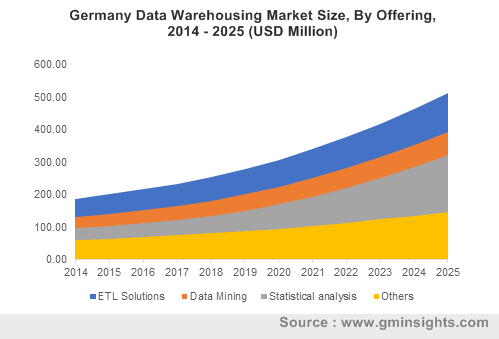 Germany Data Warehousing Market Size, By Offering,
2014 - 2025 (USD Million)
600.00
500.00
400.00
300.00
200.00
100.00
0.00
2014 2015 2016 2017 2018 2019 2020 2021 2022 2023 2024 2025
ETL Solutions Data Mining Statistical analysis Others
Source : www.gminsights.com